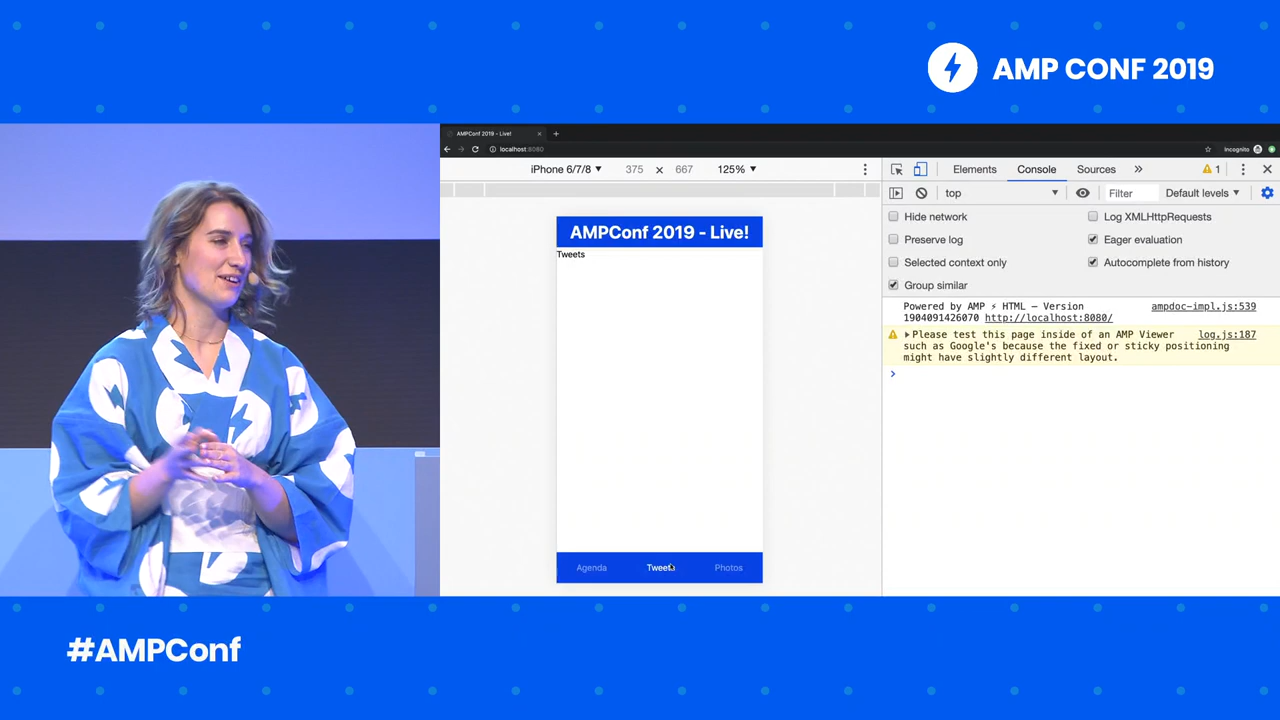 AMP CONF 2019
AMPConf 2019 - Live!
localhost:8080
Incognito
iPhone 6/7/8 ▼ 375 × 667 125% ▼
Elements Console Sources » 1
top ▼ Filter Default levels ▼
Hide network Log XMLHttpRequests
Preserve log Eager evaluation
Selected context only Autocomplete from history
Group similar
AMPConf 2019 - Live!
Tweets
Agenda Tweets Photos
Powered by AMP ⚡ HTML – Version ampdoc-impl.js:539
1904091426070 http://localhost:8080/
Please test this page inside of an AMP Viewer log.js:187
such as Google's because the fixed or sticky positioning
might have slightly different layout.
#AMPConf